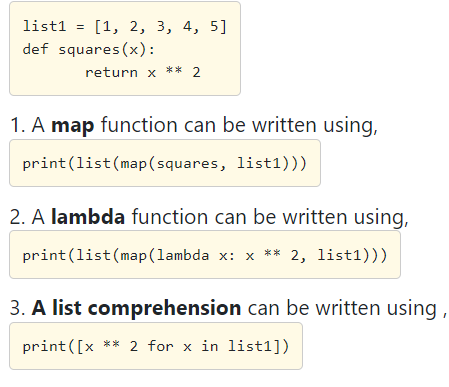 list1 = [1, 2, 3, 4, 5]
def squares(x):
        return x ** 2
1. A map function can be written using,
print(list(map(squares, list1)))
2. A lambda function can be written using,
print(list(map(lambda x: x ** 2, list1)))
3. A list comprehension can be written using ,
print([x ** 2 for x in list1])